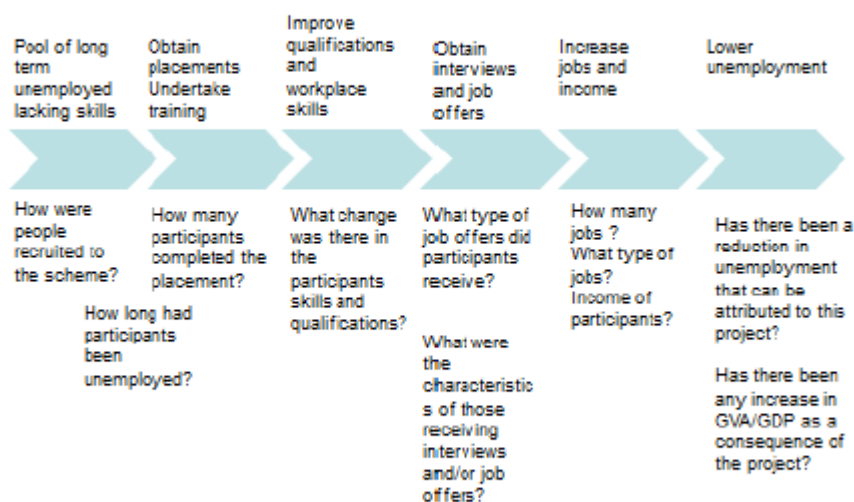 Pool of long
term
unemployed
lacking skills
Obtain
placements
Undertake
training
Improve
qualifications
and
workplace
skills
Obtain
interviews
and job
offers
Increase
jobs and
income
Lower
unemployment
How were
people
recruited to
the scheme?
How long had
participants
been
unemployed?
How many
participants
completed the
placement?
What change
was there in
the
participants
skills and
qualifications?
What type of
job offers did
participants
receive?
What were
the
characteristic
s of those
receiving
interviews
and/or job
offers?
How many
jobs ?
What type of
jobs?
Income of
participants?
Has there been a
reduction in
unemployment
that can be
attributed to this
project?
Has there been
any increase in
GVA/GDP as a
consequence of
the project?